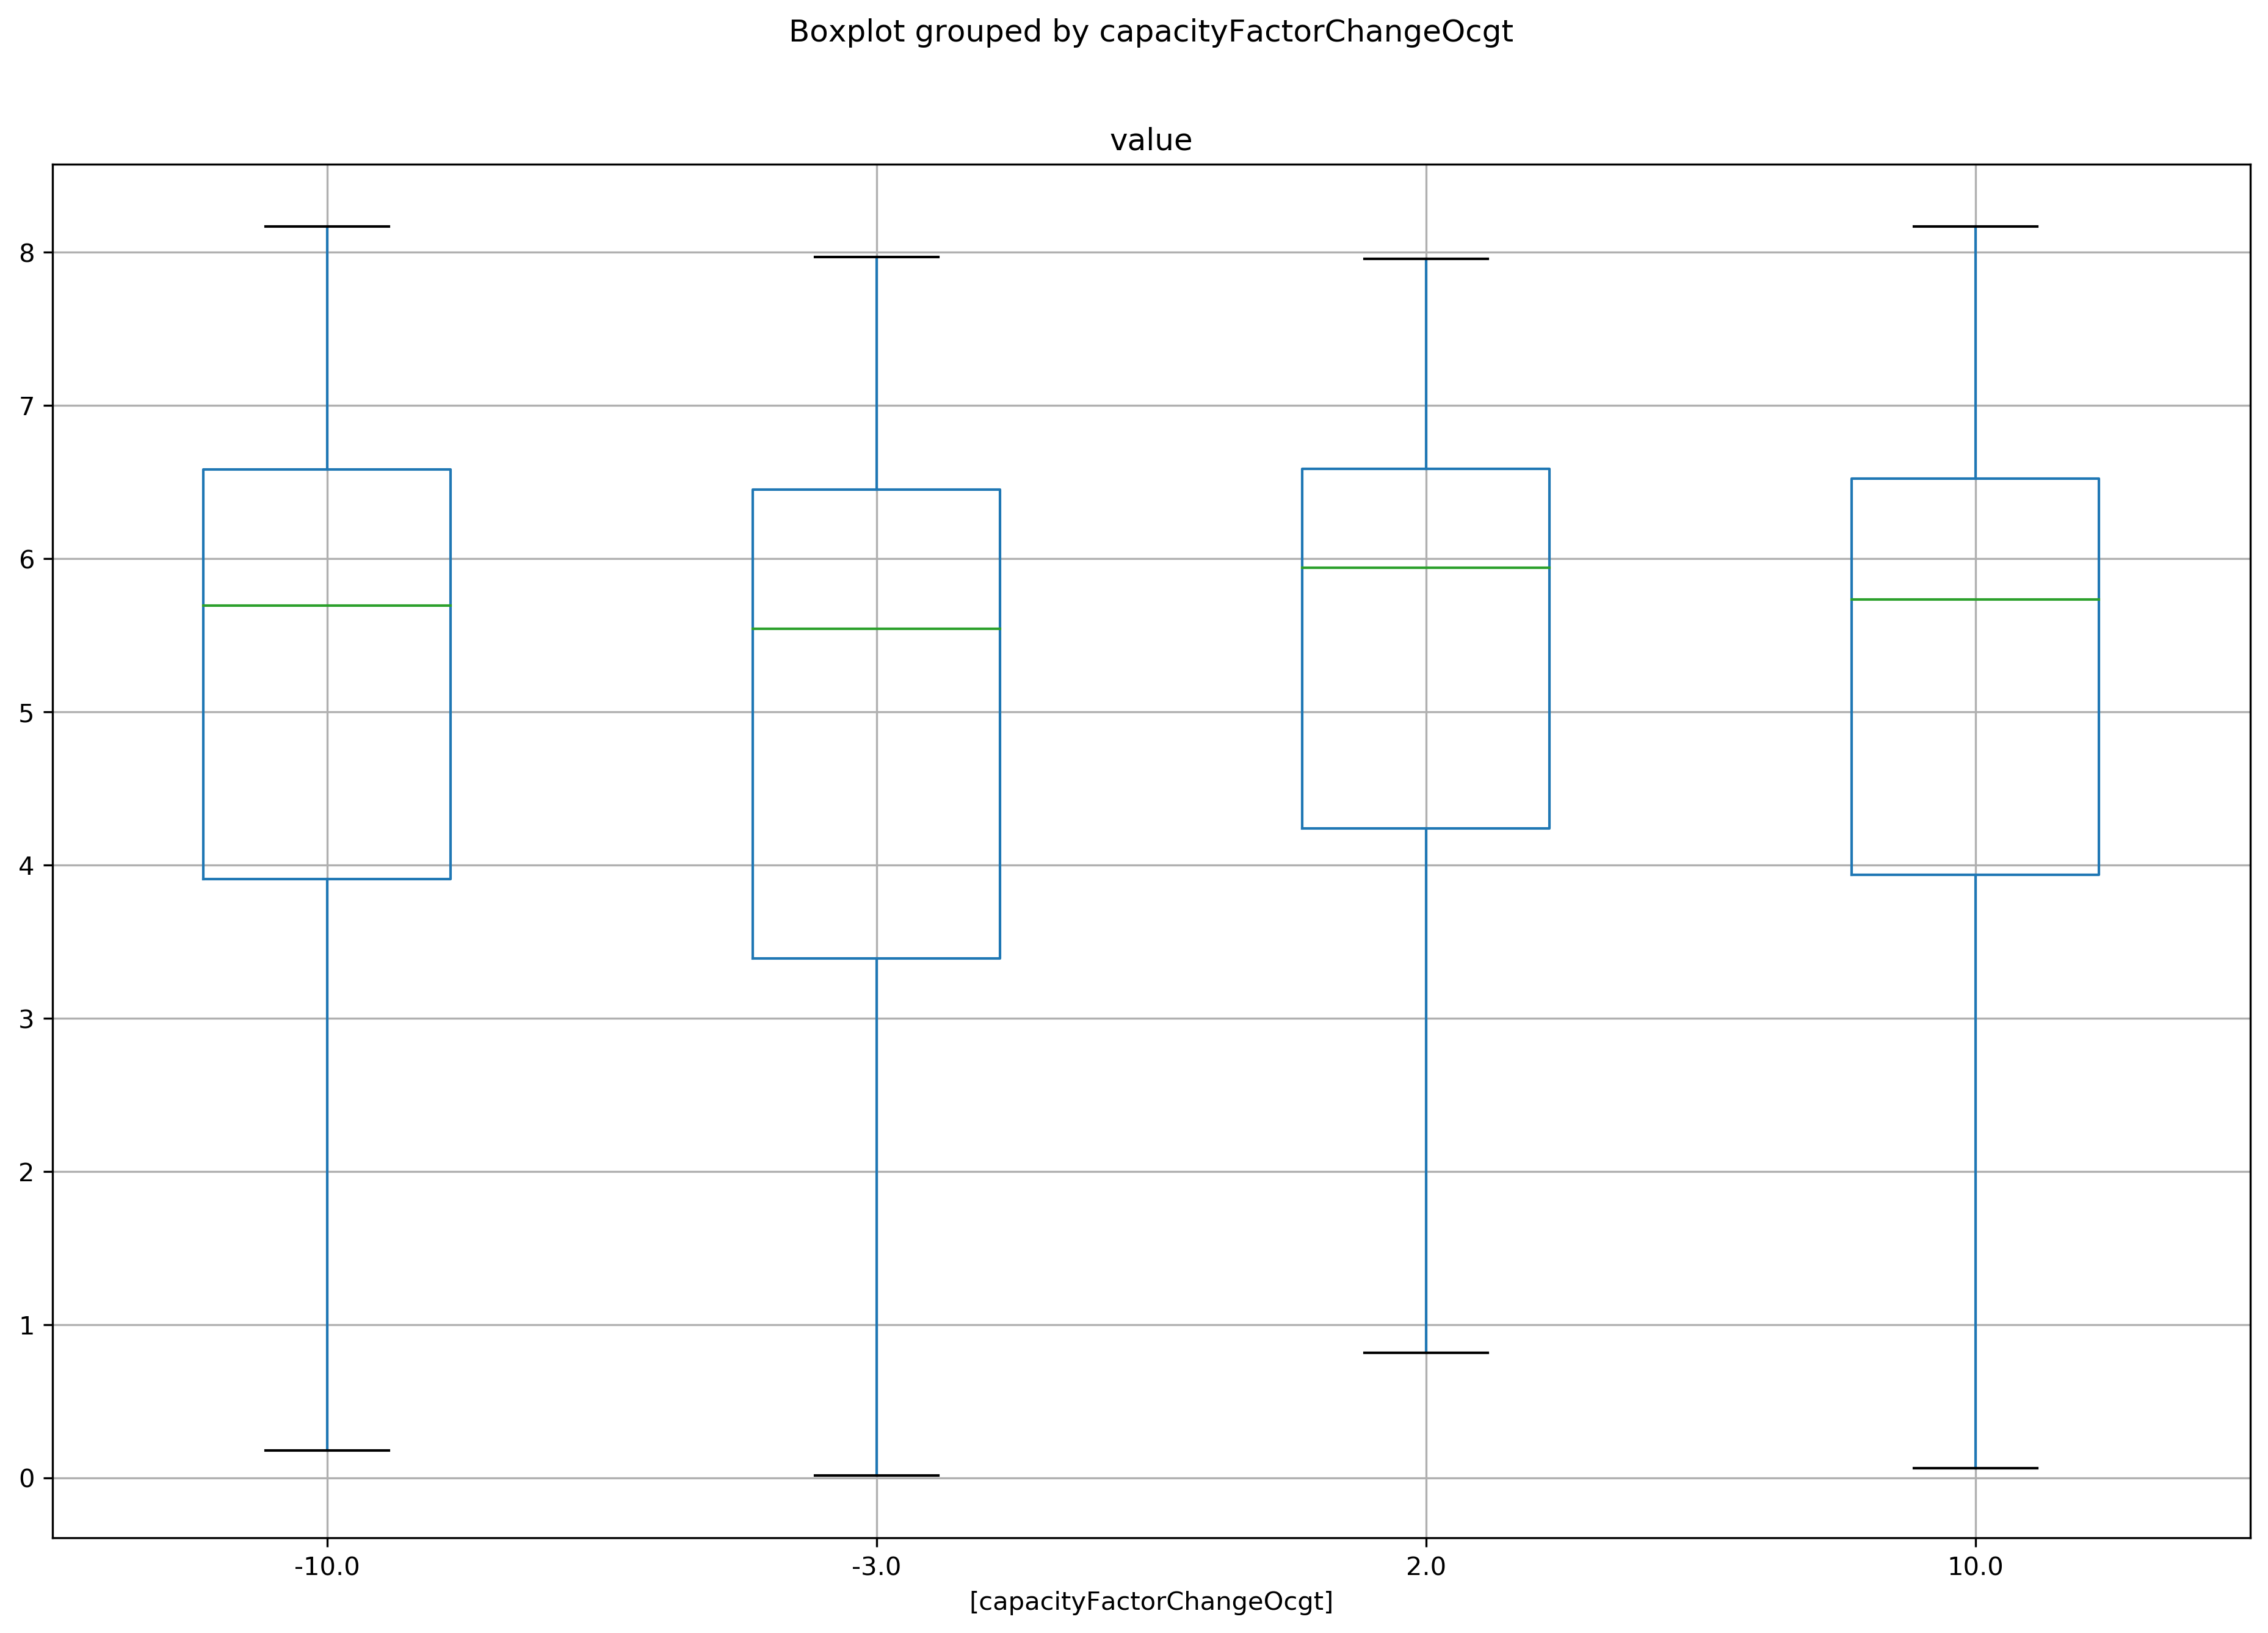 Boxplot grouped by capacityFactorChangeOcgt
value
8
7
6
5
4
3
2
1
0
-10.0 -3.0 2.0 10.0
[capacityFactorChangeOcgt]